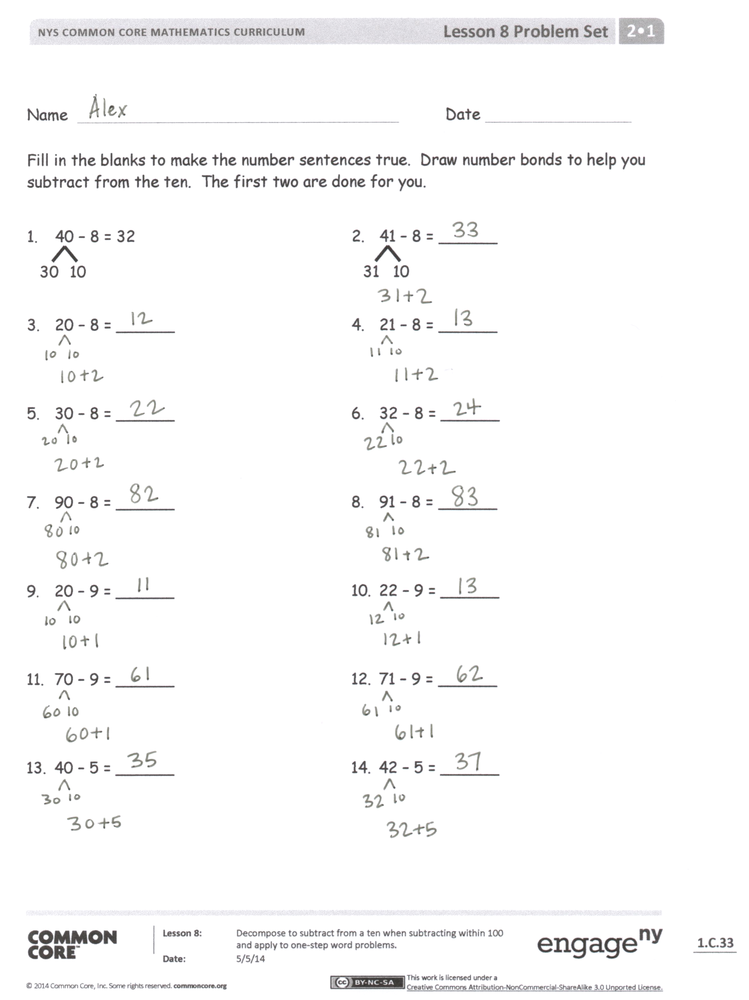 NYS COMMON CORE MATHEMATICS CURRICULUM Lesson 8 Problem Set 2•1
Name Alex Date
Fill in the blanks to make the number sentences true. Draw number bonds to help you
subtract from the ten. The first two are done for you.
1. 40 - 8 = 32
30 10
2. 41 - 8 = 33
31 10
31+2
3. 20 - 8 = 12
10 10
10+2
4. 21 - 8 = 13
11 10
11+2
5. 30 - 8 = 22
20 10
20+2
6. 32 - 8 = 24
22 10
22+2
7. 90 - 8 = 82
80 10
80+2
8. 91 - 8 = 83
81 10
81+2
9. 20 - 9 = 11
10 10
10+1
10. 22 - 9 = 13
12 10
12+1
11. 70 - 9 = 61
60 10
60+1
12. 71 - 9 = 62
61 10
61+1
13. 40 - 5 = 35
30 10
30+5
14. 42 - 5 = 37
32 10
32+5
COMMON
CORE™
Lesson 8: Decompose to subtract from a ten when subtracting within 100
and apply to one-step word problems.
Date: 5/5/14
engage ny
1.C.33
© 2014 Common Core, Inc. Some rights reserved. commoncore.org
cc BY-NC-SA
This work is licensed under a
Creative Commons Attribution-NonCommercial-ShareAlike 3.0 Unported License.